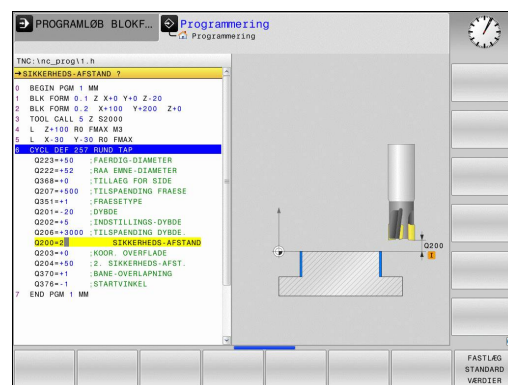 PROGRAMLØB BLOKF... Programmering
Programmering
TNC:\nc_prog\1.h
→SIKKERHEDS-AFSTAND ?
0 BEGIN PGM 1 MM
1 BLK FORM 0.1 Z X+0 Y+0 Z-20
2 BLK FORM 0.2 X+100 Y+200 Z+0
3 TOOL CALL 5 Z S2000
4 L Z+100 R0 FMAX M3
5 L X-30 Y-30 R0 FMAX
6 CYCL DEF 257 RUND TAP
Q223=+50 ;FAERDIG-DIAMETER
Q222=+52 ;RAA EMNE-DIAMETER
Q368=+0 ;TILLAEG FOR SIDE
Q207=+500 ;TILSPAENDING FRAESE
Q351=+1 ;FRAESETYPE
Q201=-20 ;DYBDE
Q202=+5 ;INDSTILLINGS-DYBDE
Q206=+3000 ;TILSPAENDING DYBDE.
Q200=2 SIKKERHEDS-AFSTAND
Q203=+0 ;KOOR. OVERFLADE
Q204=+50 ;2. SIKKERHEDS-AFST.
Q370=+1 ;BANE-OVERLAPNING
Q376=-1 ;STARTVINKEL
7 END PGM 1 MM
Q200
FASTLÆG
STANDARD
VÆRDIER